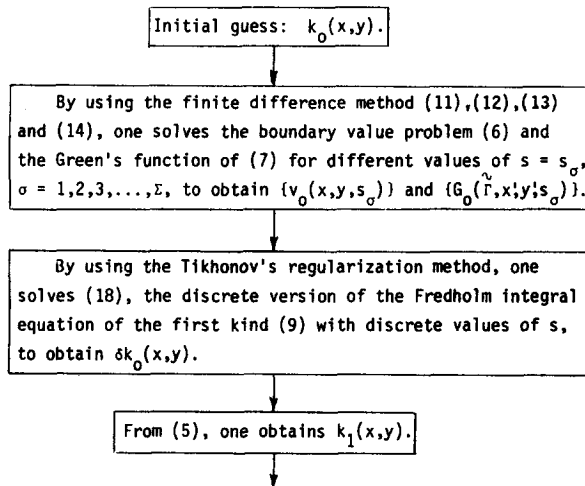 Initial guess: k₀(x,y).
By using the finite difference method (11),(12),(13)
and (14), one solves the boundary value problem (6) and
the Green's function of (7) for different values of s = s_σ,
σ = 1,2,3,...,Σ, to obtain {v₀(x,y,s_σ)} and {G₀(Γ̃,x',y',s_σ)}.
By using the Tikhonov's regularization method, one
solves (18), the discrete version of the Fredholm integral
equation of the first kind (9) with discrete values of s,
to obtain δk₀(x,y).
From (5), one obtains k₁(x,y).